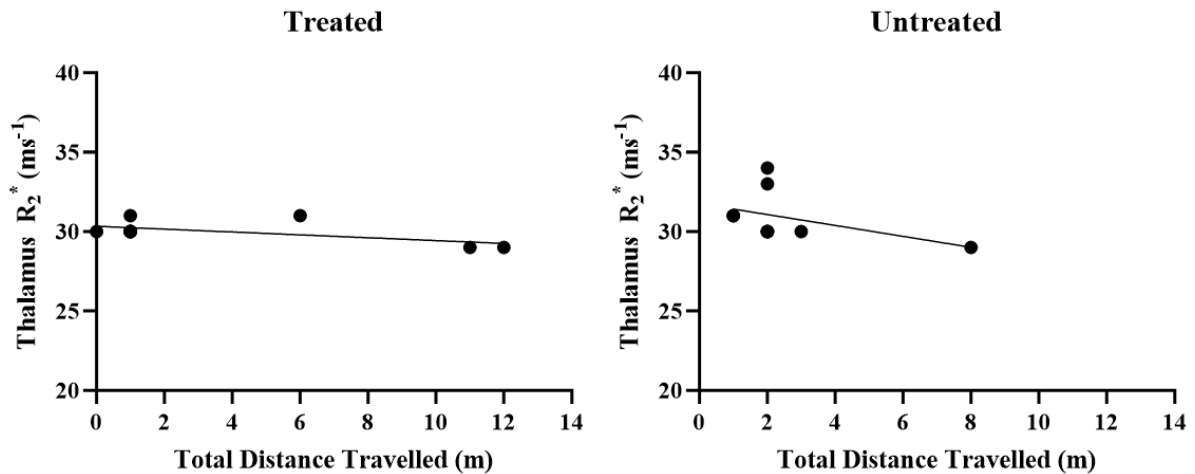 Treated
40
35
30
25
20
Thalamus R2* (ms-1)
0 2 4 6 8 10 12 14
Total Distance Travelled (m)
Untreated
40
35
30
25
20
Thalamus R2* (ms-1)
0 2 4 6 8 10 12 14
Total Distance Travelled (m)